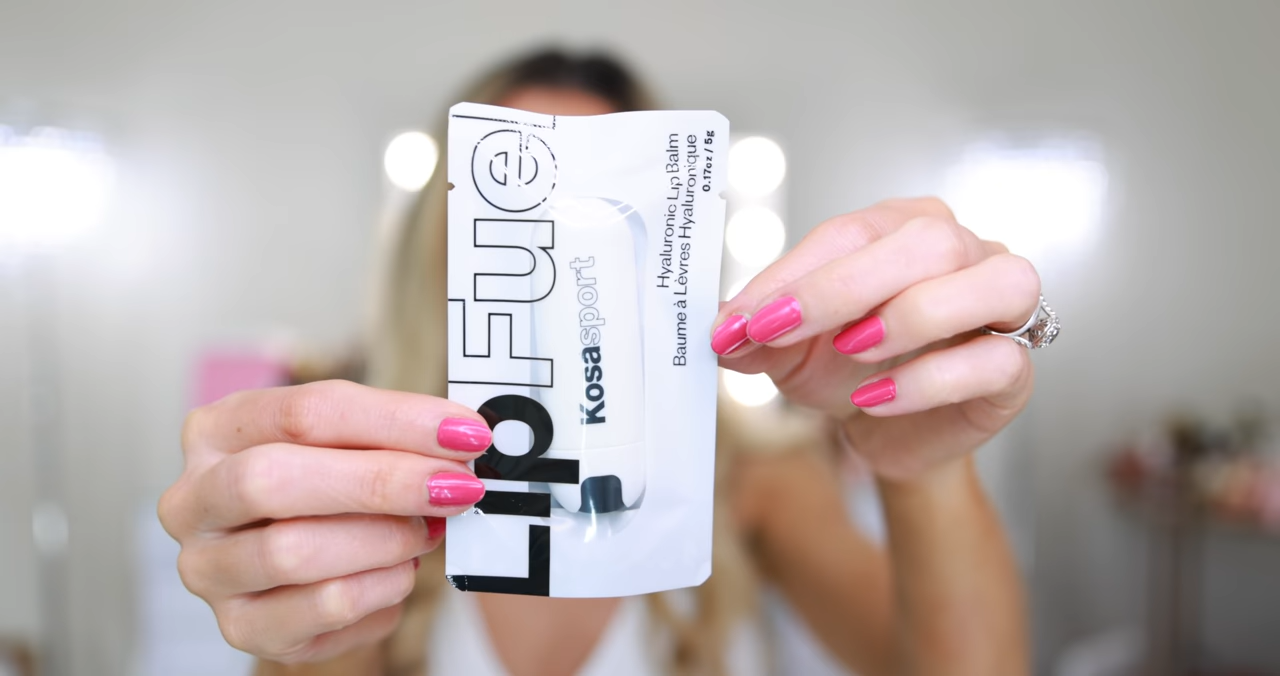 LipFuel
Kosasport
Hyaluronic Lip Balm
Baume à Lèvres Hyaluronique
0.17oz / 5g